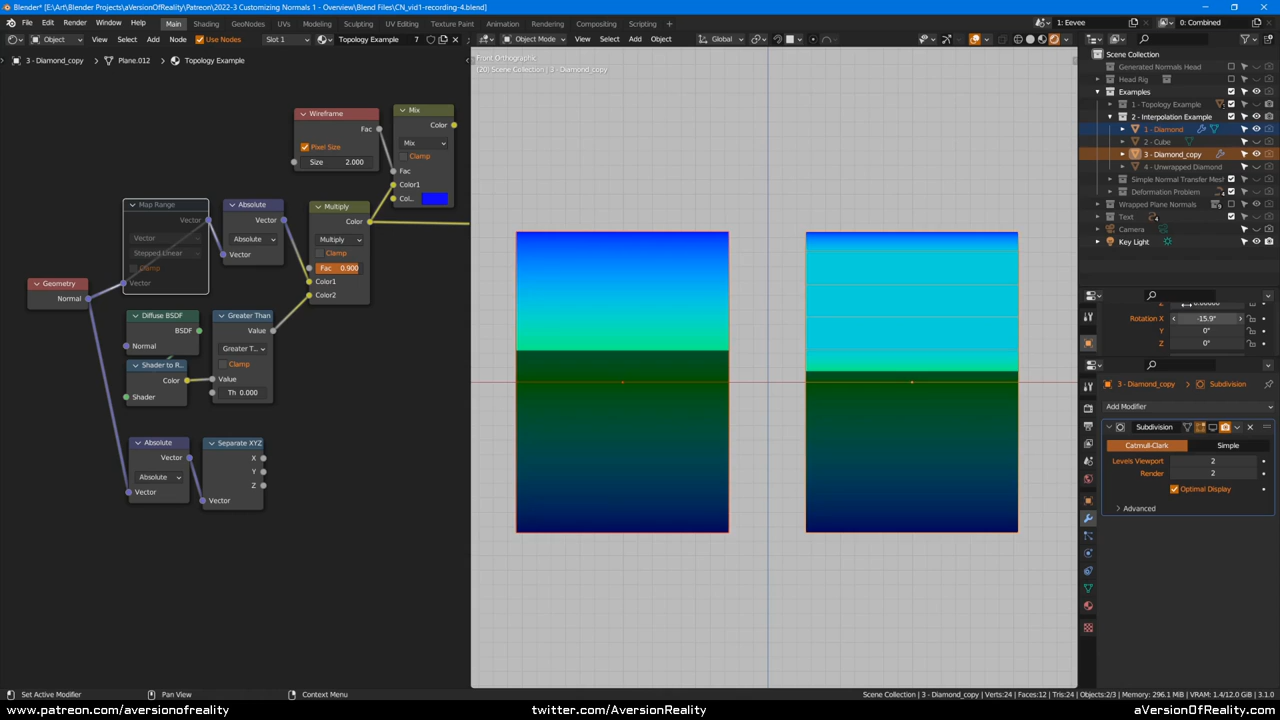 Blender* [E:\Art\Blender Projects\aVersionOfReality\Patreon\2022-3 Customizing Normals 1 - Overview\Blend Files\CN_vid1-recording-4.blend]
File Edit Render Window Help Main Shading GeoNodes UVs Modeling Sculpting Animation Rendering Compositing Scripting + 1: Eevee 0: Combined
Object View Select Add Node Use Nodes Slot 1 Topology Example 7 Object Mode View Select Add Object Global
3 - Diamond_copy > Plane.012 > Topology Example
Front Orthographic
(20) Scene Collection | 3 - Diamond_copy
Scene Collection
Generated Normals Head
Head Rig
Examples
1 - Topology Example
2 - Interpolation Example
1 - Diamond
2 - Cube
3 - Diamond_copy
4 - Unwrapped Diamond
Simple Normal Transfer Mesh
Deformation Problem
Wrapped Plane Normals
Text
Camera
Key Light
Wireframe
Fac
Pixel Size
Size 2.000
Mix
Color
Mix
Clamp
Fac
Color1
Col...
Map Range
Vector
Vector
Stepped Linear
Clamp
Vector
Absolute
Vector
Absolute
Vector
Multiply
Color
Multiply
Clamp
Fac 0.900
Color1
Color2
Geometry
Normal
Diffuse BSDF
BSDF
Normal
Shader to R...
Color
Shader
Greater Than
Value
Greater T...
Clamp
Value
Th 0.000
Absolute
Vector
Absolute
Vector
Separate XYZ
X
Y
Z
Vector
Rotation X -15.9°
Y 0°
Z 0°
3 - Diamond_copy > Subdivision
Add Modifier
Subdivision
Catmull-Clark Simple
Levels Viewport 2
Render 2
Optimal Display
Advanced
Set Active Modifier Pan View Context Menu Scene Collection | 3 - Diamond_copy | Verts:24 | Faces:12 | Tris:24 | Objects:2/3 | Memory: 296.1 MiB | VRAM: 1.4/12.0 GiB | 3.1.0
www.patreon.com/aversionofreality twitter.com/AversionReality aVersionOfReality.com